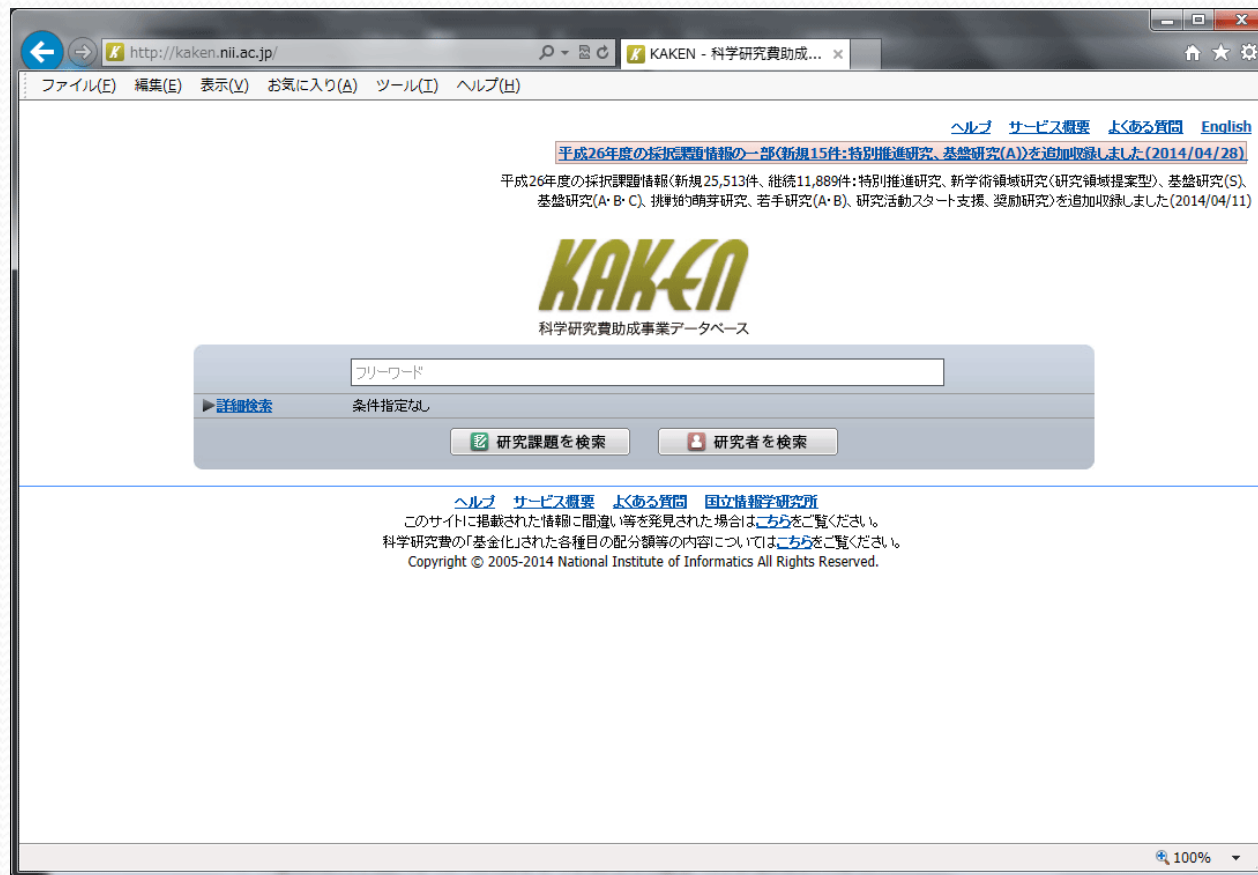 http://kaken.nii.ac.jp/
KAKEN - 科学研究費助成...
ファイル(F) 編集(E) 表示(V) お気に入り(A) ツール(T) ヘルプ(H)
ヘルプ サービス概要 よくある質問 English
平成26年度の採択課題情報の一部(新規15件:特別推進研究、基盤研究(A))を追加収録しました(2014/04/28)
平成26年度の採択課題情報(新規25,513件、継続11,889件:特別推進研究、新学術領域研究(研究領域提案型)、基盤研究(S)、
基盤研究(A・B・C)、挑戦的萌芽研究、若手研究(A・B)、研究活動スタート支援、奨励研究)を追加収録しました(2014/04/11)
KAKEN
科学研究費助成事業データベース
フリーワード
▶詳細検索 条件指定なし
研究課題を検索 研究者を検索
ヘルプ サービス概要 よくある質問 国立情報学研究所
このサイトに掲載された情報に間違い等を発見された場合はこちらをご覧ください。
科学研究費の「基金化」された各種目の配分額等の内容についてはこちらをご覧ください。
Copyright © 2005-2014 National Institute of Informatics All Rights Reserved.
100%